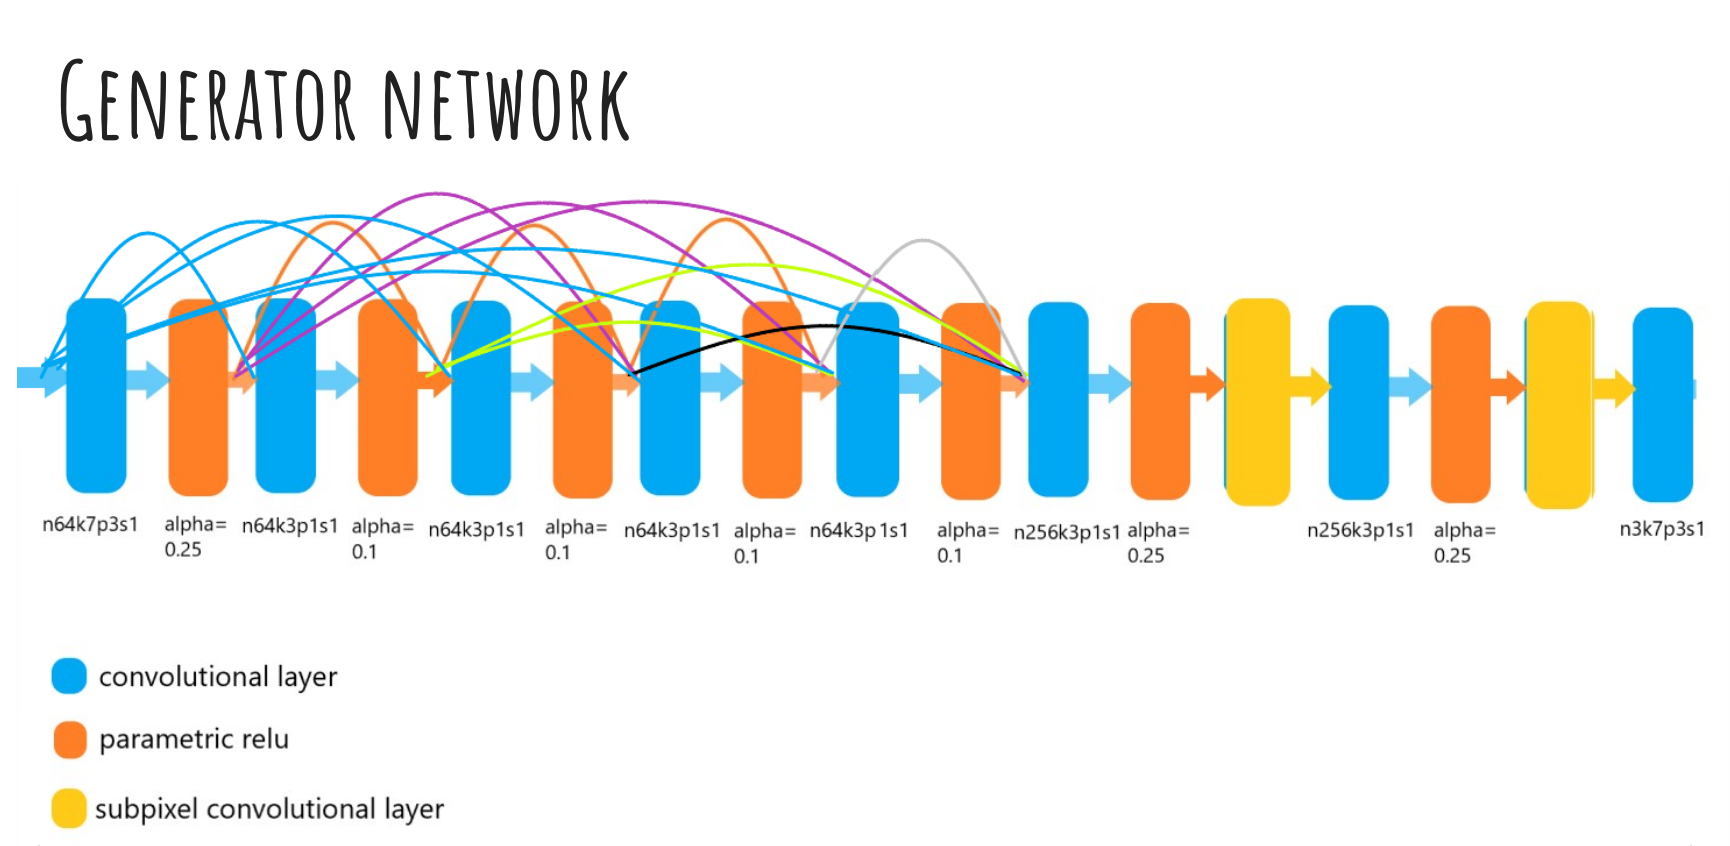 GENERATOR NETWORK
n64k7p3s1
alpha=
0.25
n64k3p1s1
alpha=
0.1
n64k3p1s1
alpha=
0.1
n64k3p1s1
alpha=
0.1
n64k3p1s1
alpha=
0.1
n256k3p1s1
alpha=
0.25
n256k3p1s1
alpha=
0.25
n3k7p3s1
convolutional layer
parametric relu
subpixel convolutional layer